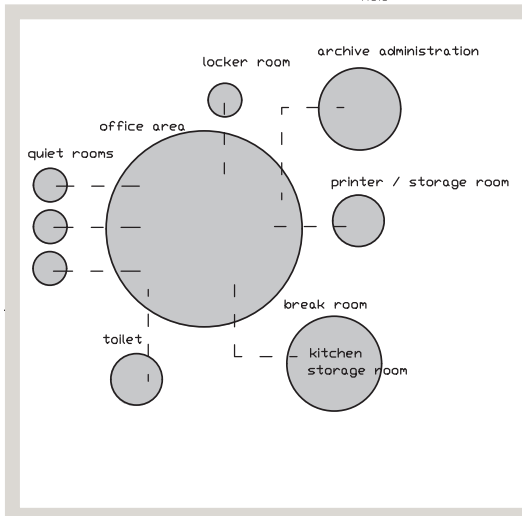 locker room
archive administration
office area
quiet rooms
printer / storage room
break room
toilet
kitchen
storage room